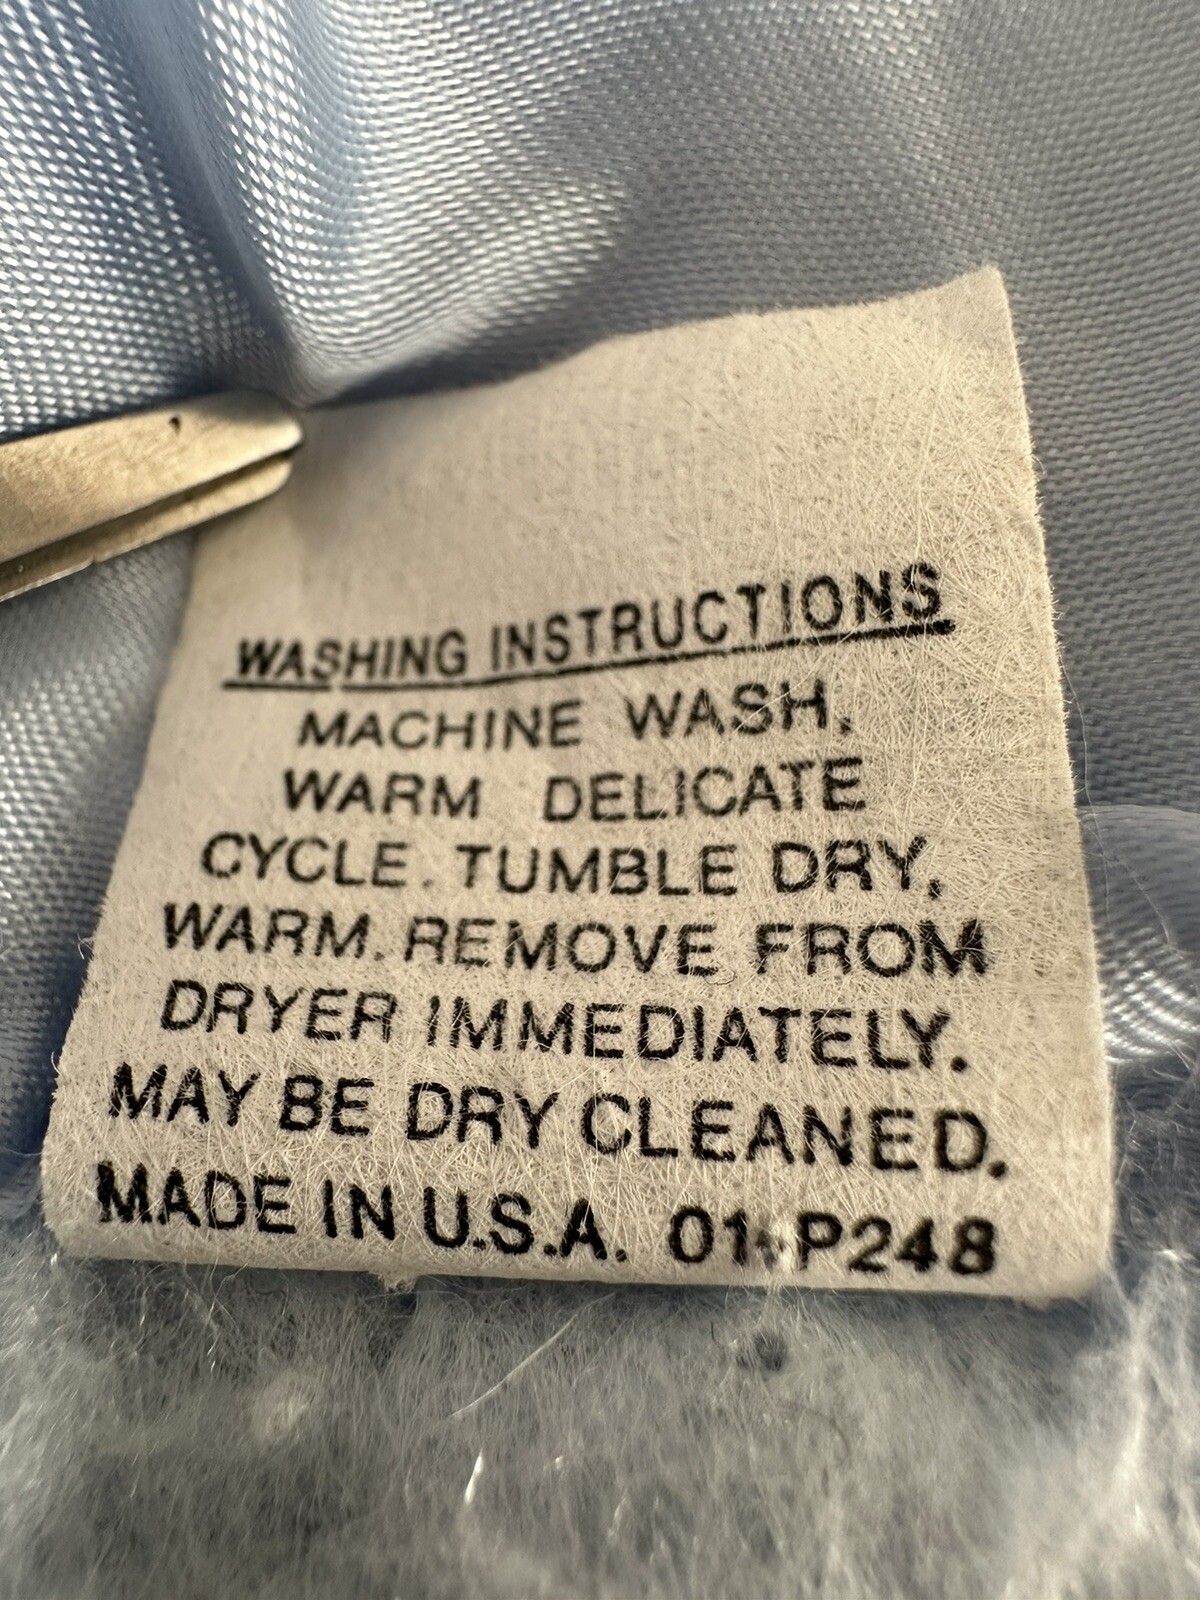 WASHING INSTRUCTIONS
MACHINE WASH,
WARM DELICATE
CYCLE. TUMBLE DRY,
WARM. REMOVE FROM
DRYER IMMEDIATELY.
MAY BE DRY CLEANED.
MADE IN U.S.A. 01-P248